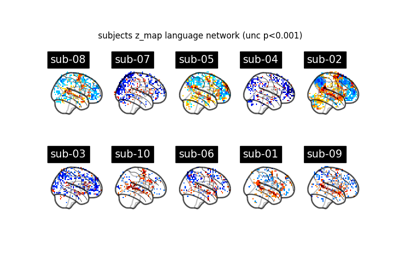 subjects z_map language network (unc p<0.001)
sub-08 sub-07 sub-05 sub-04 sub-02
sub-03 sub-10 sub-06 sub-01 sub-09